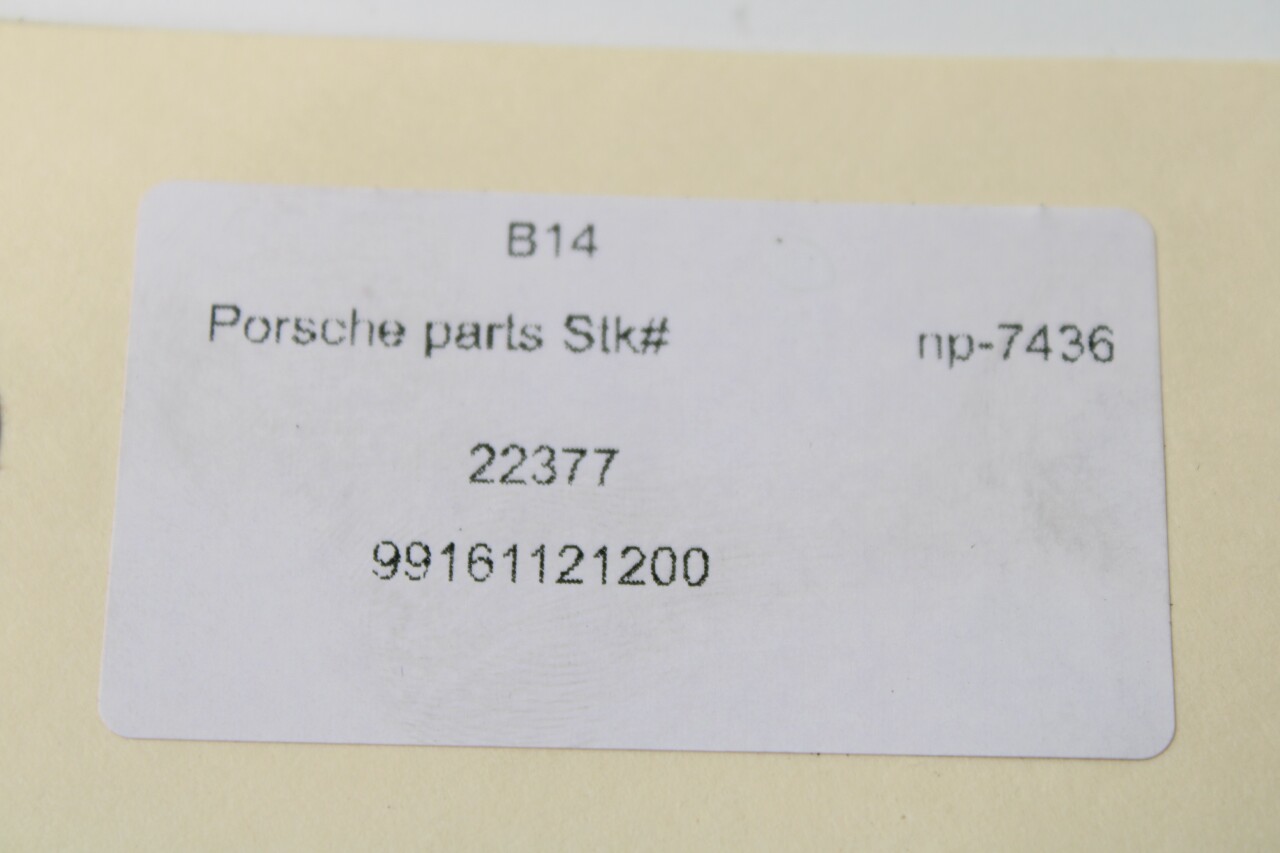 B14
Porsche parts Stk# np-7436
22377
99161121200